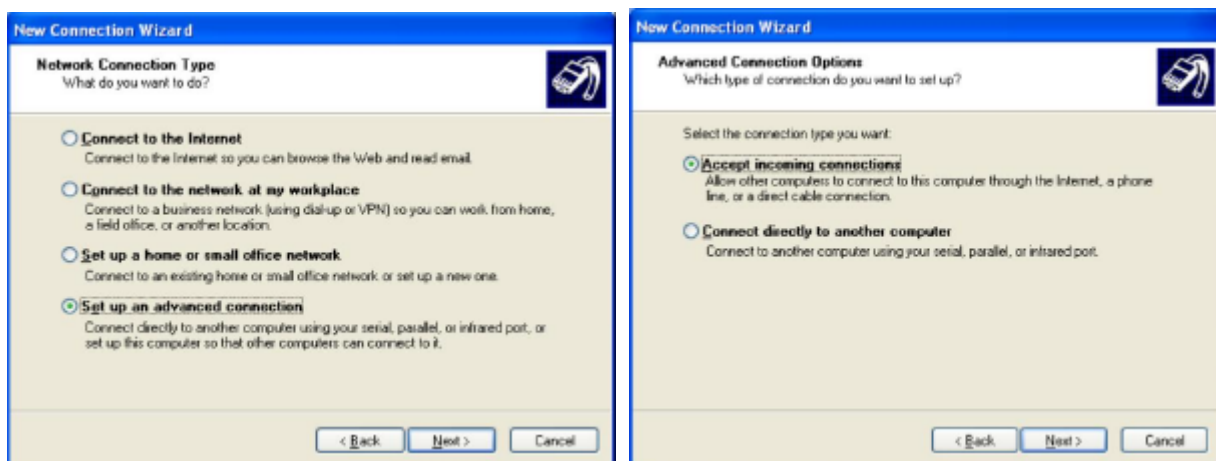 New Connection Wizard
Network Connection Type
What do you want to do?
Connect to the Internet
Connect to the Internet so you can browse the Web and read email.
Connect to the network at my workplace
Connect to a business network (using dial-up or VPN) so you can work from home,
a field office, or another location.
Set up a home or small office network
Connect to an existing home or small office network or set up a new one.
Set up an advanced connection
Connect directly to another computer using your serial, parallel, or infrared port, or
set up this computer so that other computers can connect to it.
< Back
Next >
Cancel
New Connection Wizard
Advanced Connection Options
Which type of connection do you want to set up?
Select the connection type you want:
Accept incoming connections
Allow other computers to connect to this computer through the Internet, a phone
line, or a direct cable connection.
Connect directly to another computer
Connect to another computer using your serial, parallel, or infrared port.
< Back
Next >
Cancel